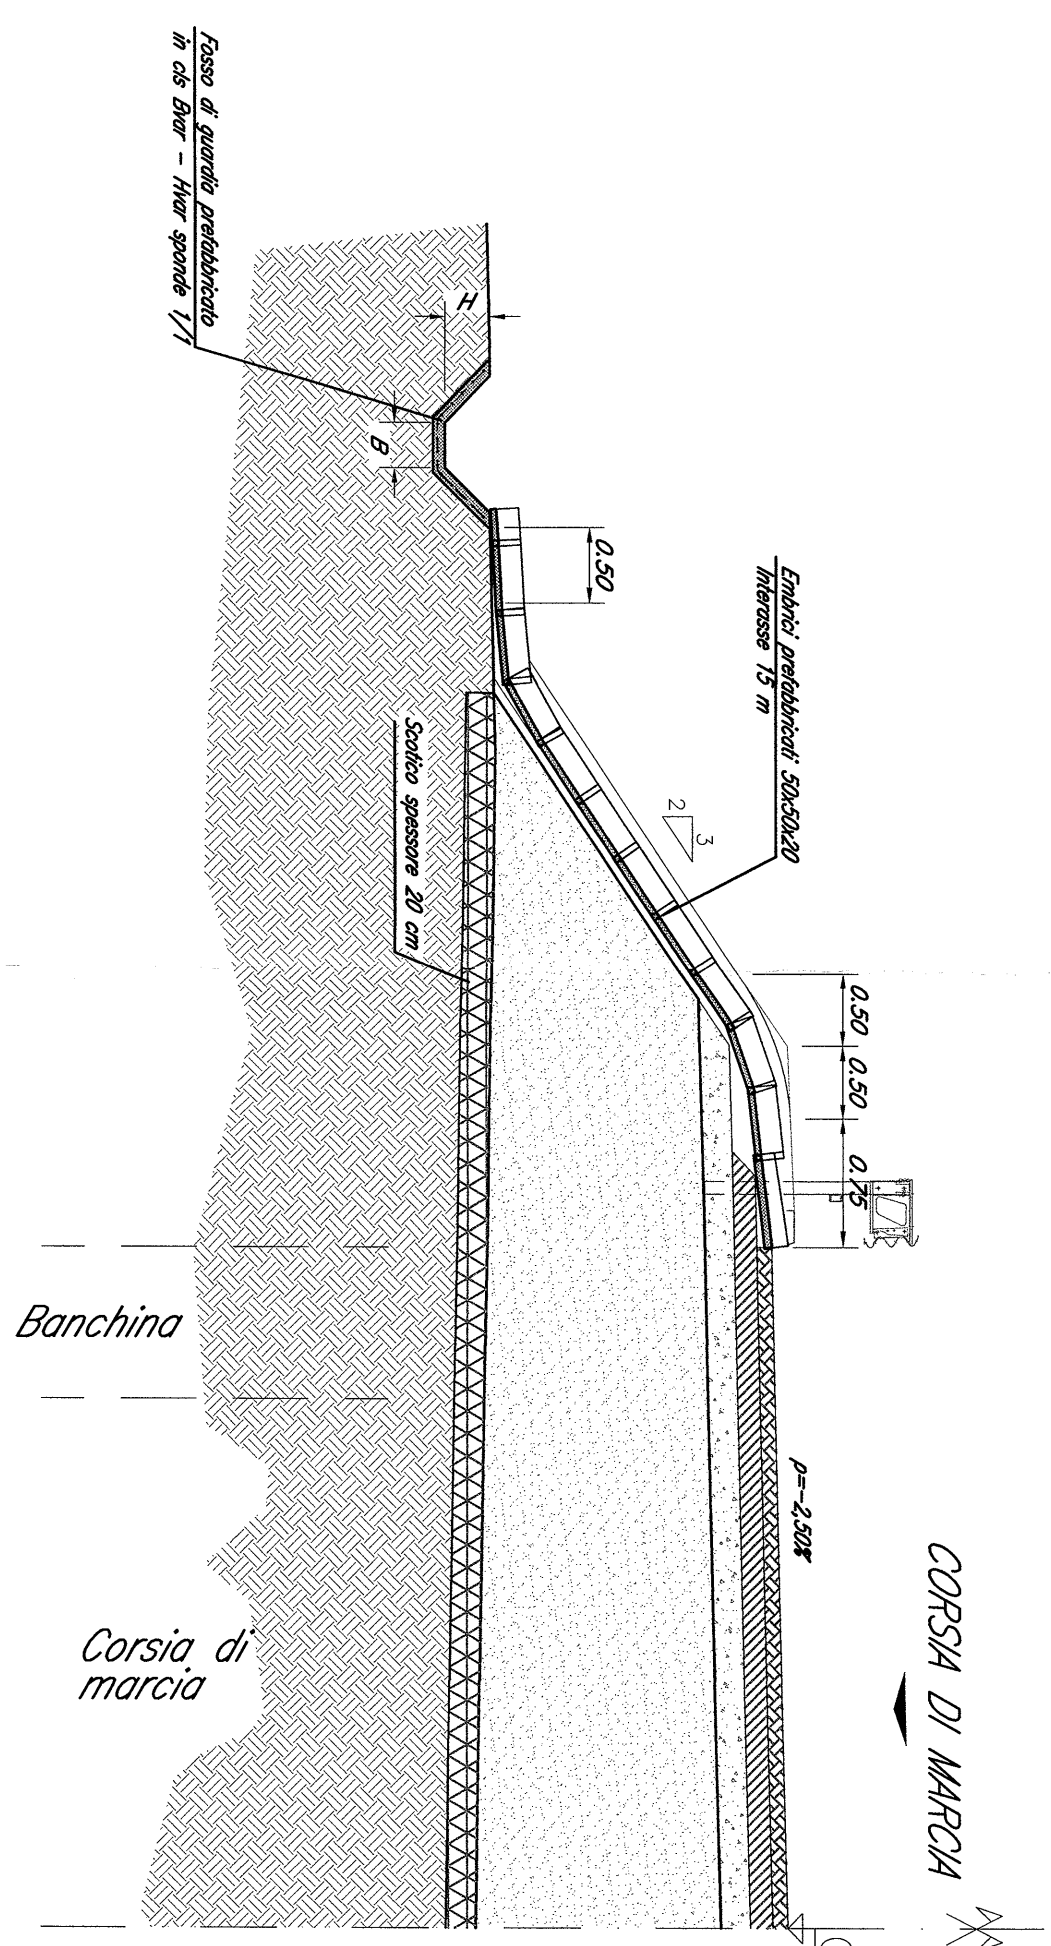 Fosso di guardia prefabbricato
in cls Bvar - Hvar sponde 1/1
H
B
0.50
Embrici prefabbricati 50x50x20
Interasse 15 m
2
3
Scotico spessore 20 cm
0.50
0.50
0.75
p=-2,50%
CORSIA DI MARCIA
Banchina
Corsia di
marcia